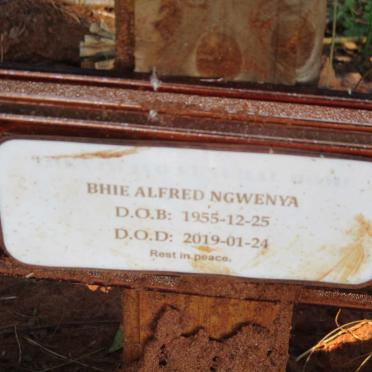 BHIE ALFRED NGWENYA
D.O.B: 1955-12-25
D.O.D: 2019-01-24
Rest in peace.